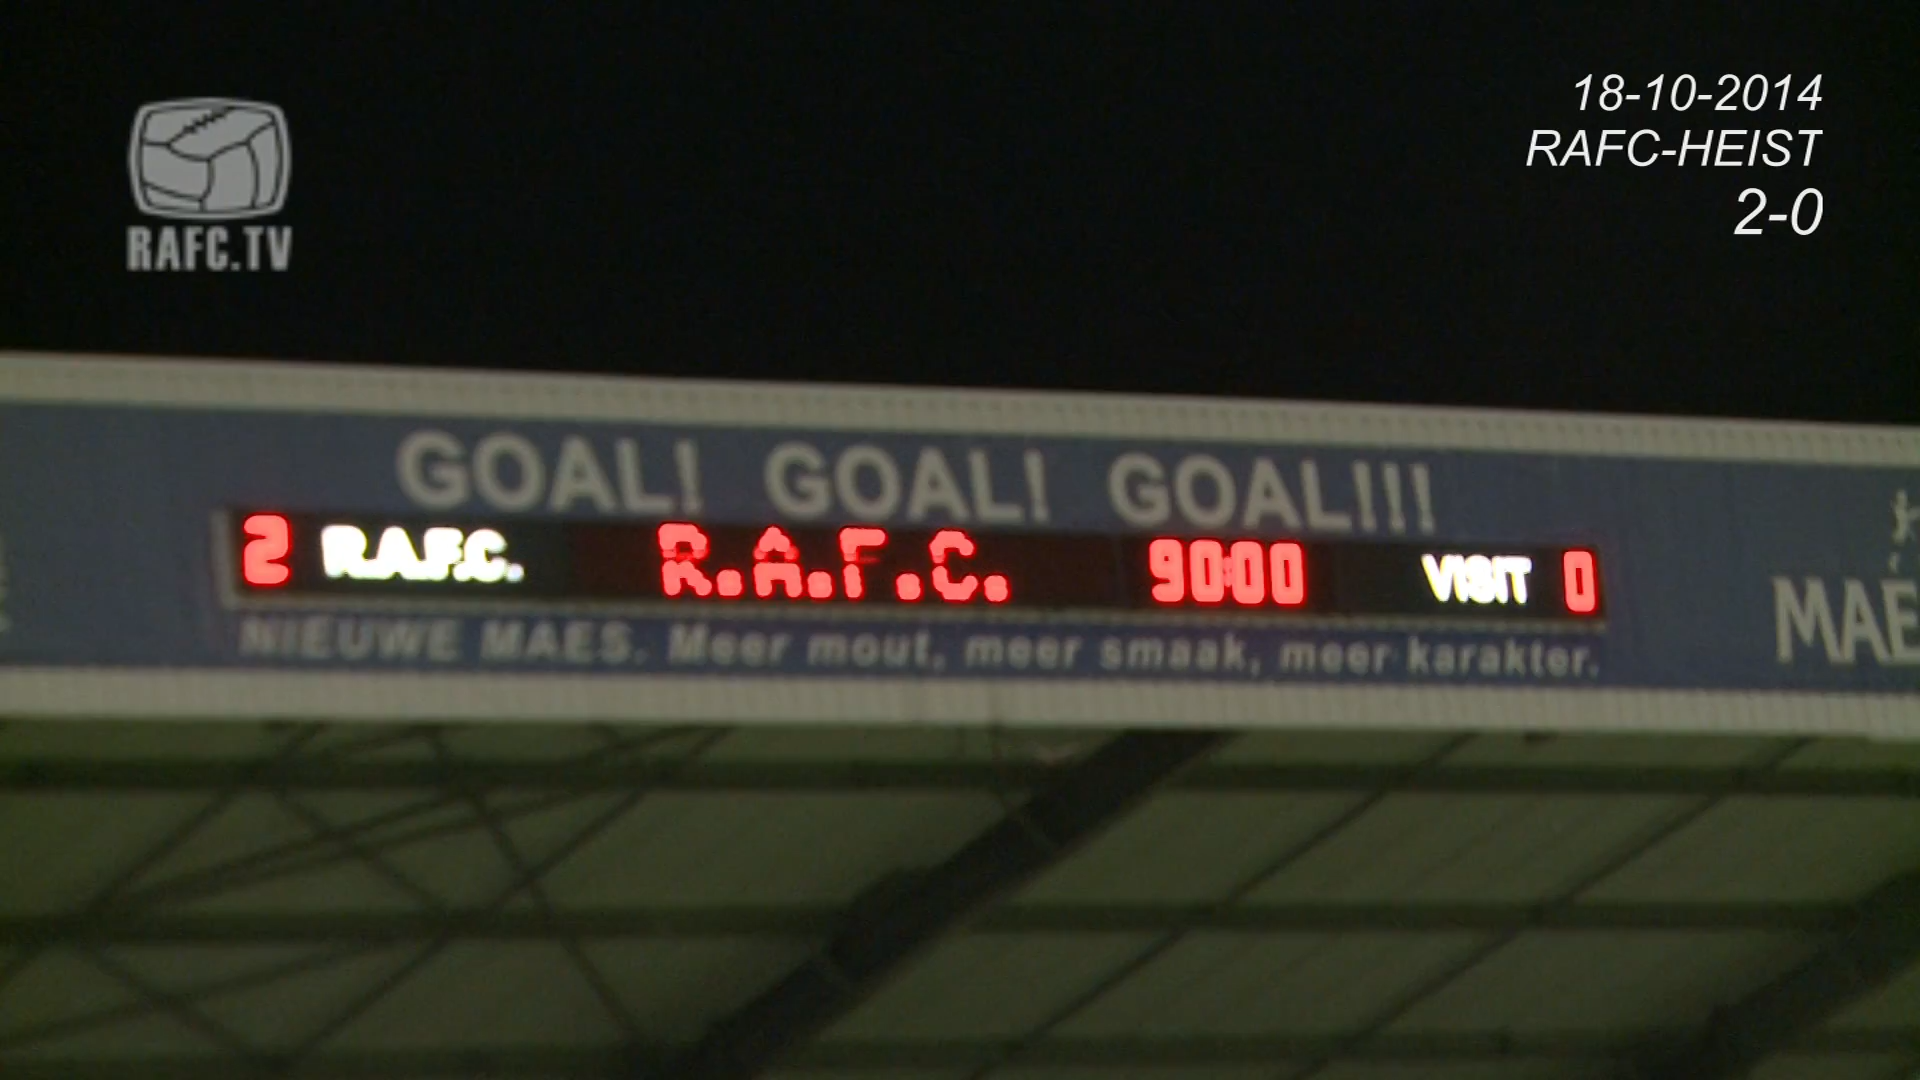 RAFC.TV
18-10-2014
RAFC-HEIST
2-0
GOAL! GOAL! GOAL!!!
2 R.A.F.C. R.A.F.C. 90:00 VISIT 0
NIEUWE MAES. Meer mout, meer smaak, meer karakter.